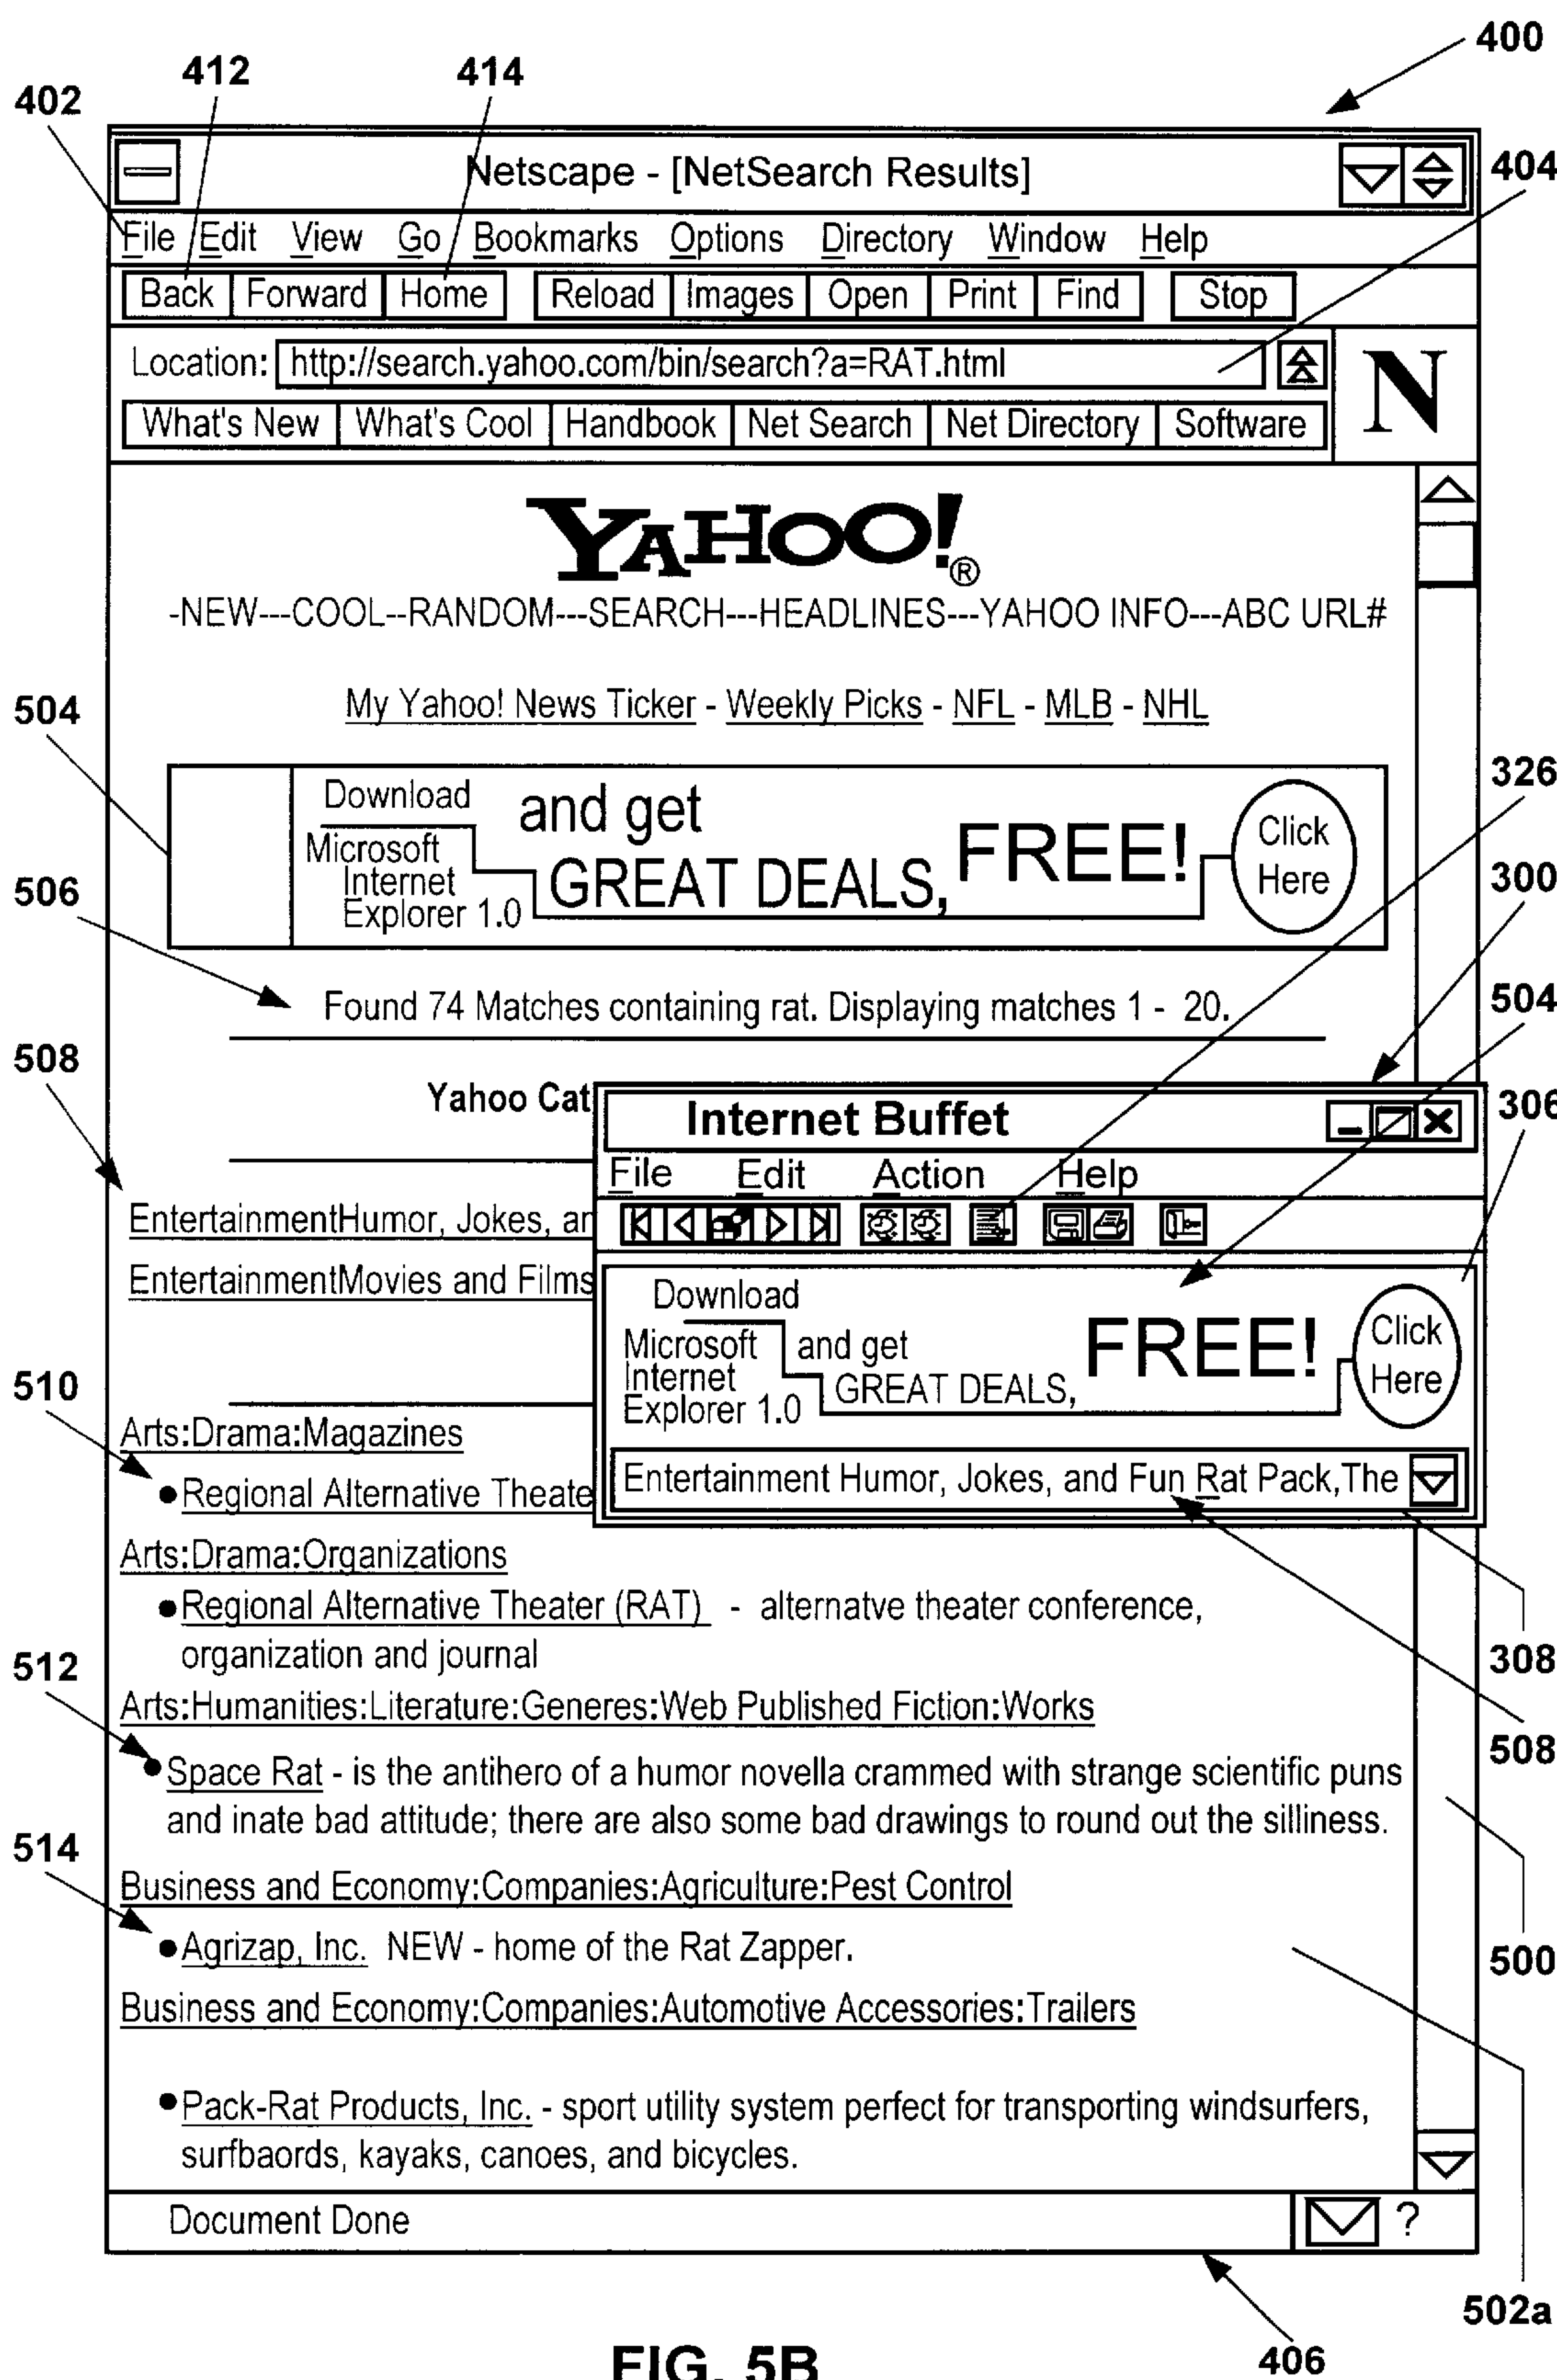 400
412
414
402
Netscape - [NetSearch Results]
404
File Edit View Go Bookmarks Options Directory Window Help
Back Forward Home Reload Images Open Print Find Stop
Location: http://search.yahoo.com/bin/search?a=RAT.html
N
What's New What's Cool Handbook Net Search Net Directory Software
YAHOO!®
-NEW---COOL--RANDOM---SEARCH---HEADLINES---YAHOO INFO---ABC URL#
504
My Yahoo! News Ticker - Weekly Picks - NFL - MLB - NHL
326
Download
Microsoft
Internet
Explorer 1.0
and get
GREAT DEALS,
FREE!
Click
Here
506
300
504
Found 74 Matches containing rat. Displaying matches 1 - 20.
508
Yahoo Cat
306
Internet Buffet
File Edit Action Help
EntertainmentHumor, Jokes, an
EntertainmentMovies and Films
Download
Microsoft
Internet
Explorer 1.0
and get
GREAT DEALS,
FREE!
Click
Here
510
Arts:Drama:Magazines
Entertainment Humor, Jokes, and Fun Rat Pack,The
•Regional Alternative Theate
Arts:Drama:Organizations
•Regional Alternative Theater (RAT) - alternatve theater conference,
organization and journal
308
512
Arts:Humanities:Literature:Generes:Web Published Fiction:Works
508
•Space Rat - is the antihero of a humor novella crammed with strange scientific puns
and inate bad attitude; there are also some bad drawings to round out the silliness.
514
Business and Economy:Companies:Agriculture:Pest Control
•Agrizap, Inc. NEW - home of the Rat Zapper.
500
Business and Economy:Companies:Automotive Accessories:Trailers
•Pack-Rat Products, Inc. - sport utility system perfect for transporting windsurfers,
surfbaords, kayaks, canoes, and bicycles.
Document Done
?
502a
406
FIG. 5B